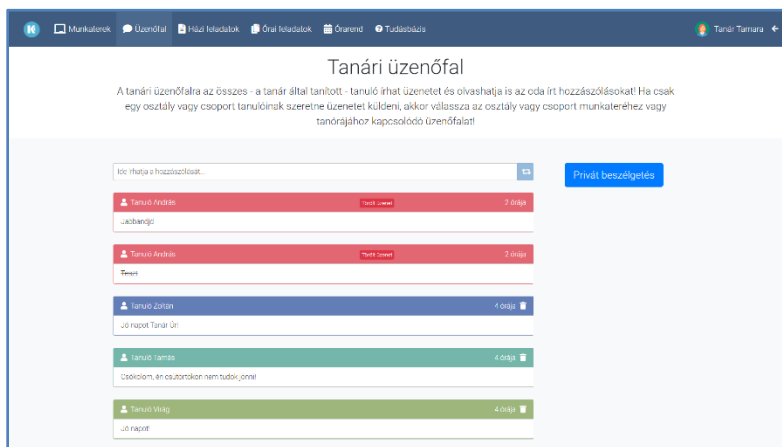 K Munkaterek Üzenőfal Házi feladatok Órai feladatok Órarend Tudásbázis Tanár Tamara
Tanári üzenőfal
A tanári üzenőfalra az összes - a tanár által tanított - tanuló írhat üzenetet és olvashatja is az oda írt hozzászólásokat! Ha csak
egy osztály vagy csoport tanulóinak szeretne üzenetet küldeni, akkor válassza az osztály vagy csoport munkateréhez vagy
tanórájához kapcsolódó üzenőfalat!
Ide írhatja a hozzászólását...
Privát beszélgetés
Tanuló András Törölt üzenet 2 órája
Tanuló András Törölt üzenet 2 órája
Teszt
Tanuló Zoltán 4 órája
Jó napot Tanár Úr!
Tanuló Tamás 4 órája
Csókolom, én csütörtökön nem tudok jönni!
Tanuló Virág 4 órája
Jó napot!